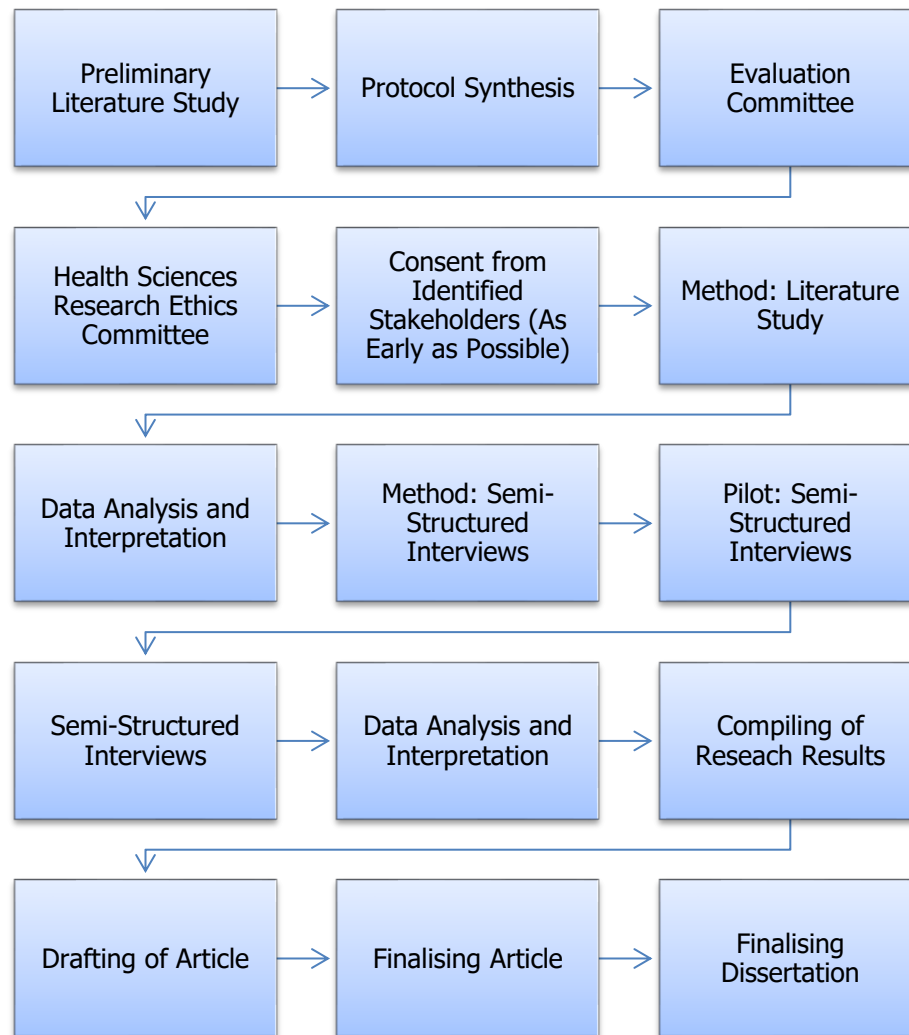 Preliminary
Literature Study
Protocol Synthesis
Evaluation
Committee
Health Sciences
Research Ethics
Committee
Consent from
Identified
Stakeholders (As
Early as Possible)
Method: Literature
Study
Data Analysis and
Interpretation
Method: Semi-
Structured
Interviews
Pilot: Semi-
Structured
Interviews
Semi-Structured
Interviews
Data Analysis and
Interpretation
Compiling of
Reseach Results
Drafting of Article
Finalising Article
Finalising
Dissertation